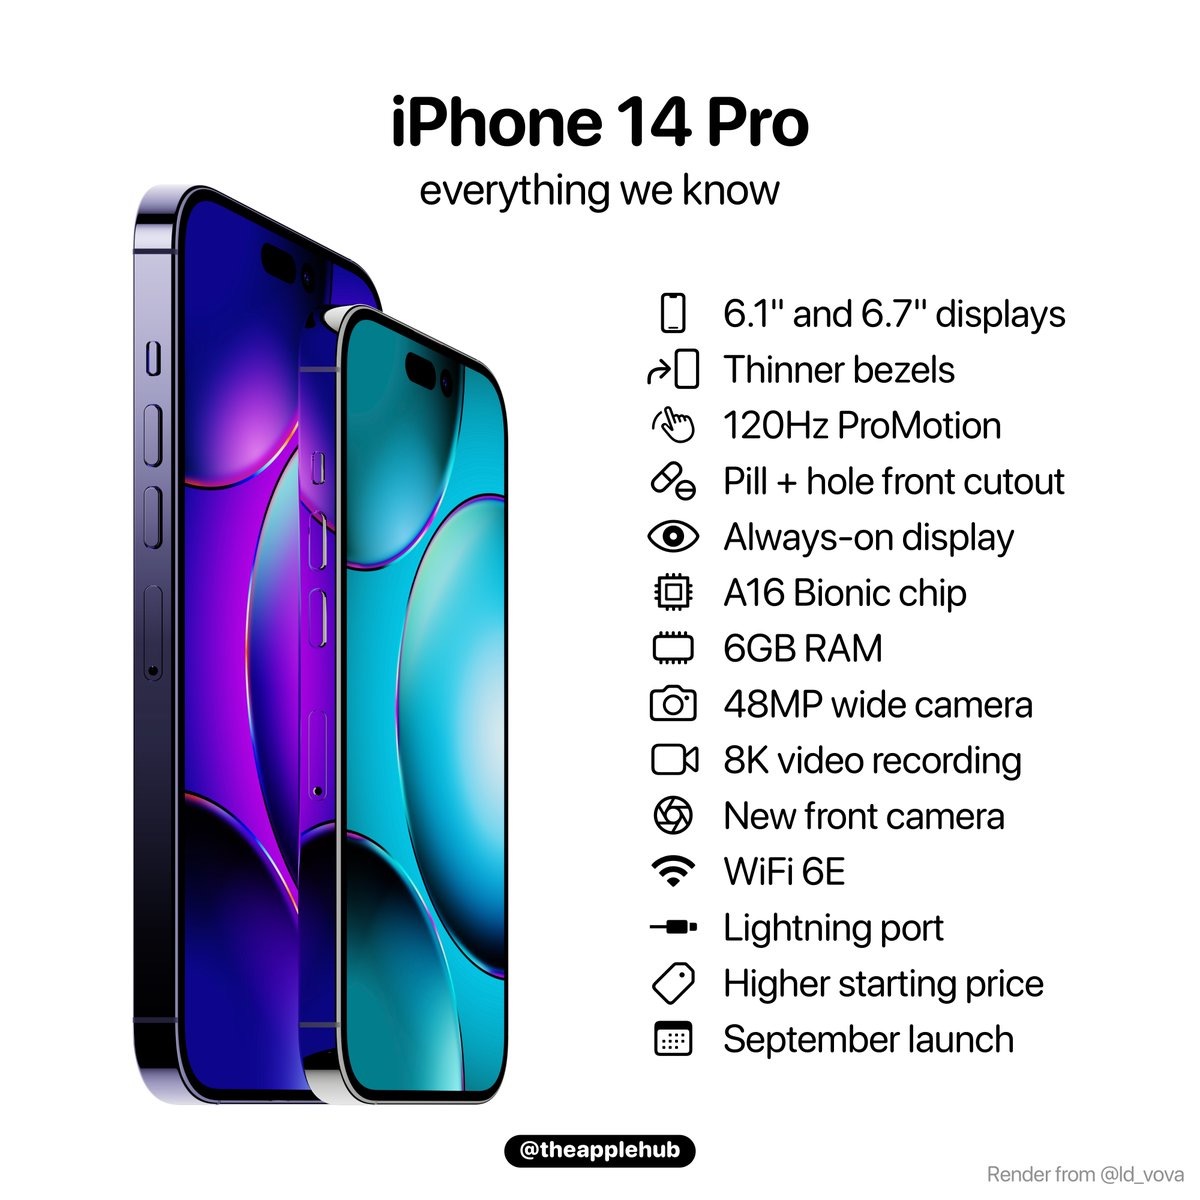 iPhone 14 Pro
everything we know
6.1" and 6.7" displays
Thinner bezels
120Hz ProMotion
Pill + hole front cutout
Always-on display
A16 Bionic chip
6GB RAM
48MP wide camera
8K video recording
New front camera
WiFi 6E
Lightning port
Higher starting price
September launch
@theapplehub
Render from @ld_vova